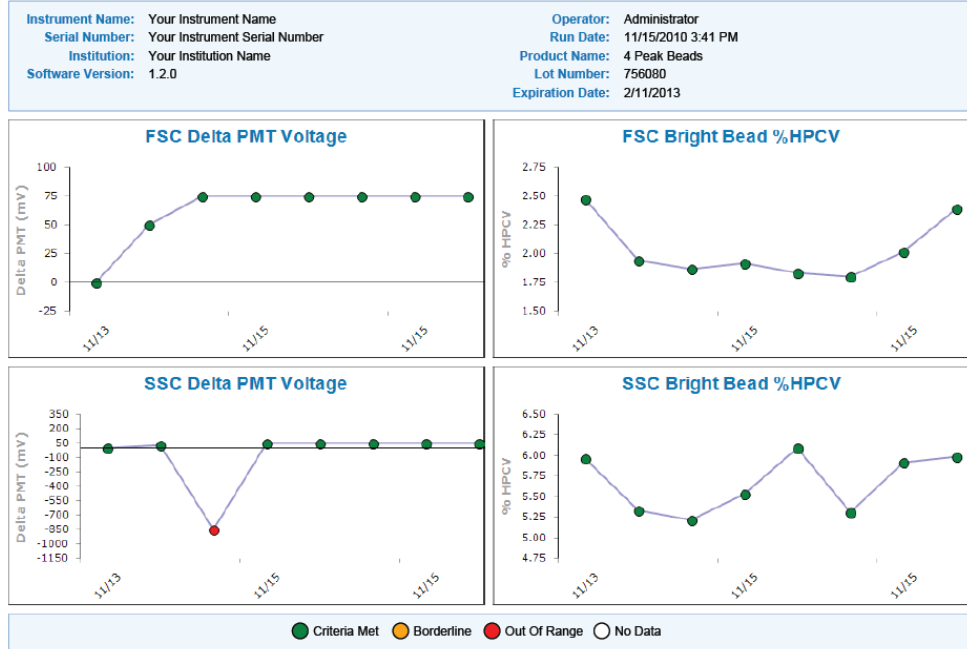 Instrument Name: Your Instrument Name
Serial Number: Your Instrument Serial Number
Institution: Your Institution Name
Software Version: 1.2.0
Operator: Administrator
Run Date: 11/15/2010 3:41 PM
Product Name: 4 Peak Beads
Lot Number: 756080
Expiration Date: 2/11/2013
FSC Delta PMT Voltage
Delta PMT (mV)
100
75
50
25
0
-25
11/13
11/15
11/15
FSC Bright Bead %HPCV
% HPCV
2.75
2.50
2.25
2.00
1.75
1.50
11/13
11/15
11/15
SSC Delta PMT Voltage
Delta PMT (mV)
350
200
50
-100
-250
-400
-550
-700
-850
-1000
-1150
11/13
11/15
11/15
SSC Bright Bead %HPCV
% HPCV
6.50
6.25
6.00
5.75
5.50
5.25
5.00
4.75
11/13
11/15
11/15
Criteria Met Borderline Out Of Range No Data